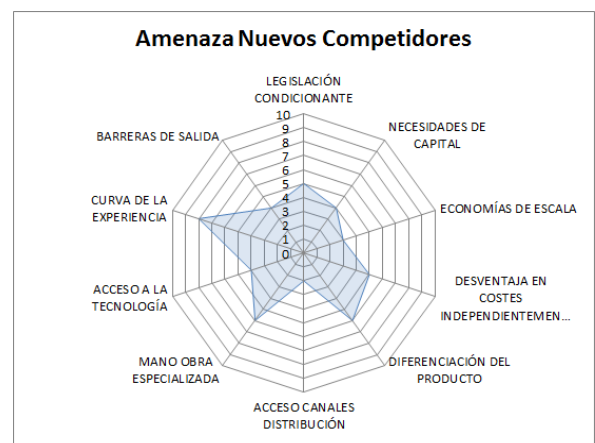 Amenaza Nuevos Competidores
LEGISLACIÓN
CONDICIONANTE
NECESIDADES DE
CAPITAL
ECONOMÍAS DE ESCALA
DESVENTAJA EN
COSTES
INDEPENDIENTEMEN...
DIFERENCIACIÓN DEL
PRODUCTO
ACCESO CANALES
DISTRIBUCIÓN
MANO OBRA
ESPECIALIZADA
ACCESO A LA
TECNOLOGÍA
CURVA DE LA
EXPERIENCIA
BARRERAS DE SALIDA
10
9
8
7
6
5
4
3
2
1
0